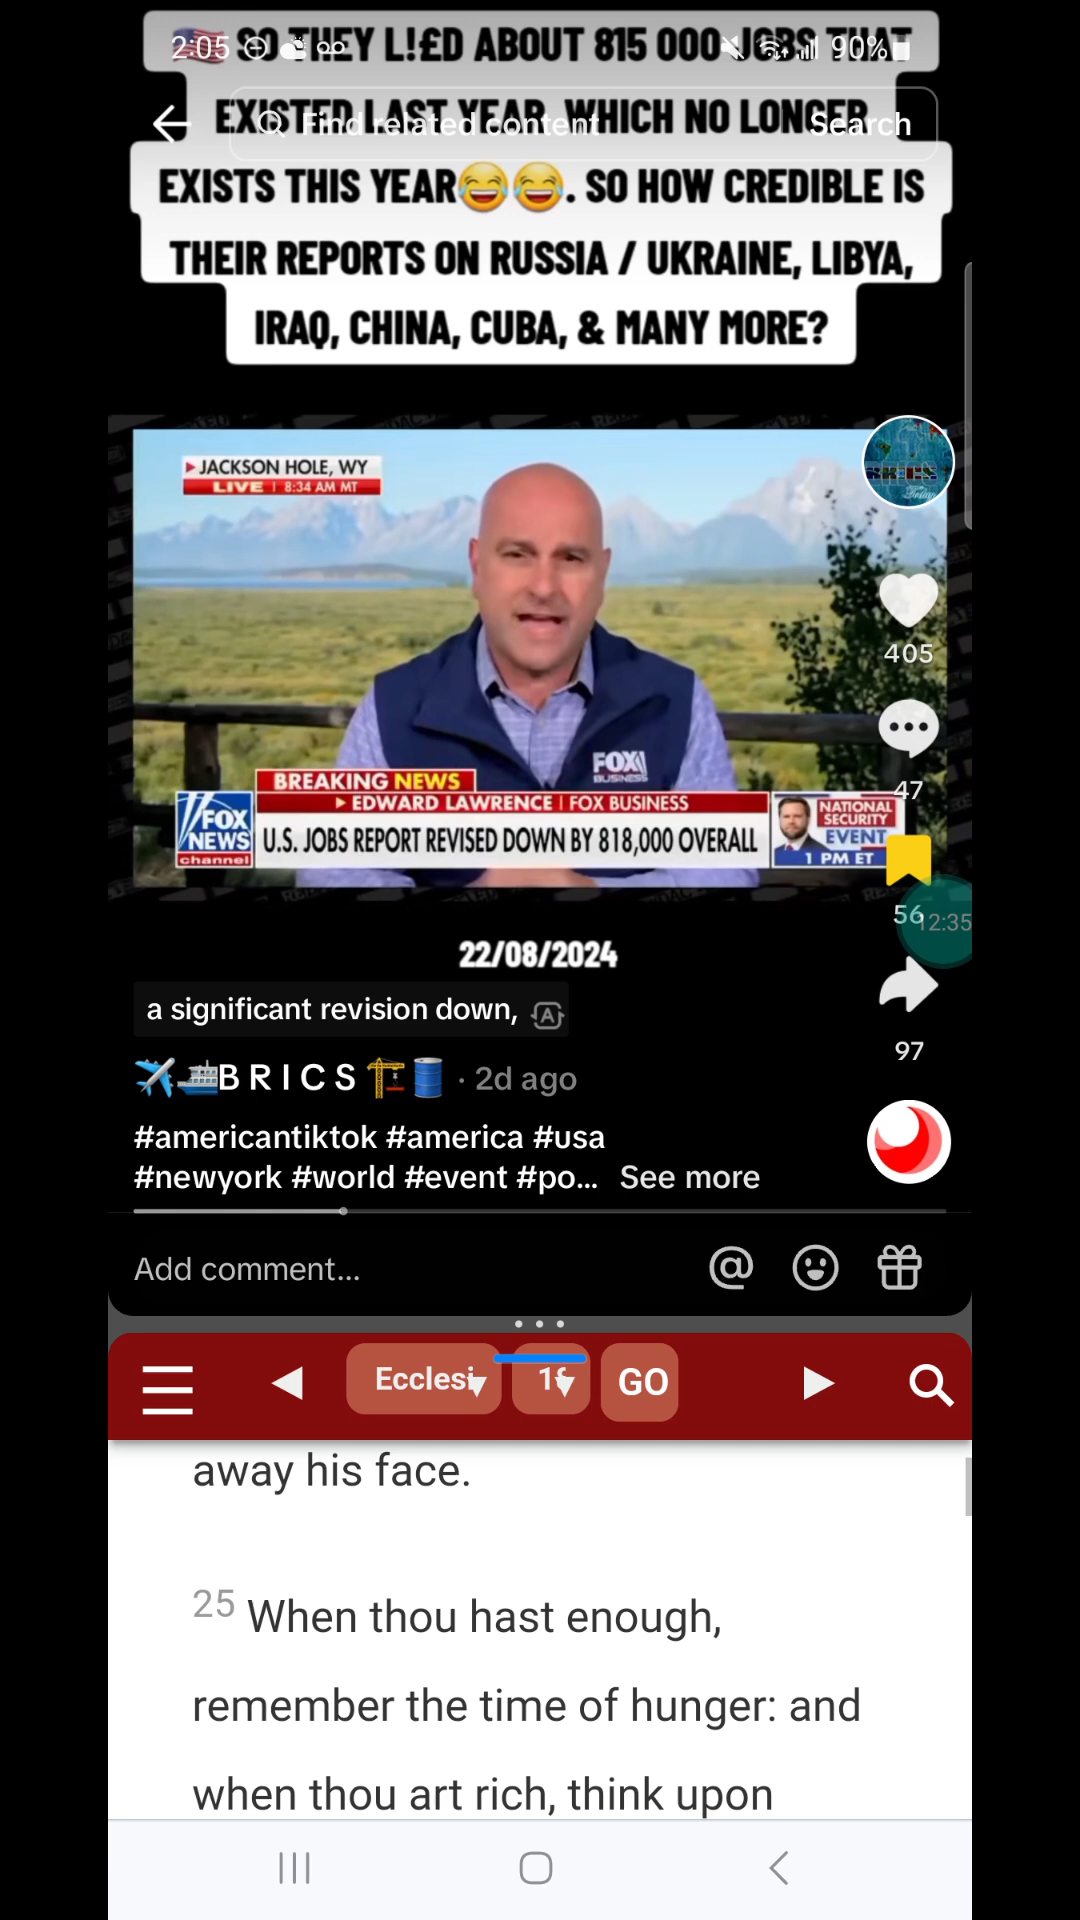 2:05
90%
🇺🇸 SO THEY L!£D ABOUT 815 000 JOBS THAT
EXISTED LAST YEAR, WHICH NO LONGER
Find related content
Search
EXISTS THIS YEAR😂😂. SO HOW CREDIBLE IS
THEIR REPORTS ON RUSSIA / UKRAINE, LIBYA,
IRAQ, CHINA, CUBA, & MANY MORE?
JACKSON HOLE, WY
LIVE | 8:34 AM MT
BRICS
405
47
FOX
BUSINESS
BREAKING NEWS
EDWARD LAWRENCE | FOX BUSINESS
FOX
NEWS
channel
U.S. JOBS REPORT REVISED DOWN BY 818,000 OVERALL
NATIONAL
SECURITY
EVENT
1 PM ET
56
12:35
22/08/2024
a significant revision down,
A
97
✈️🛳️B R I C S 🏗️🛢️ · 2d ago
#americantiktok #america #usa
#newyork #world #event #po... See more
Add comment...
Ecclesi
GO
away his face.
25 When thou hast enough,
remember the time of hunger: and
when thou art rich, think upon